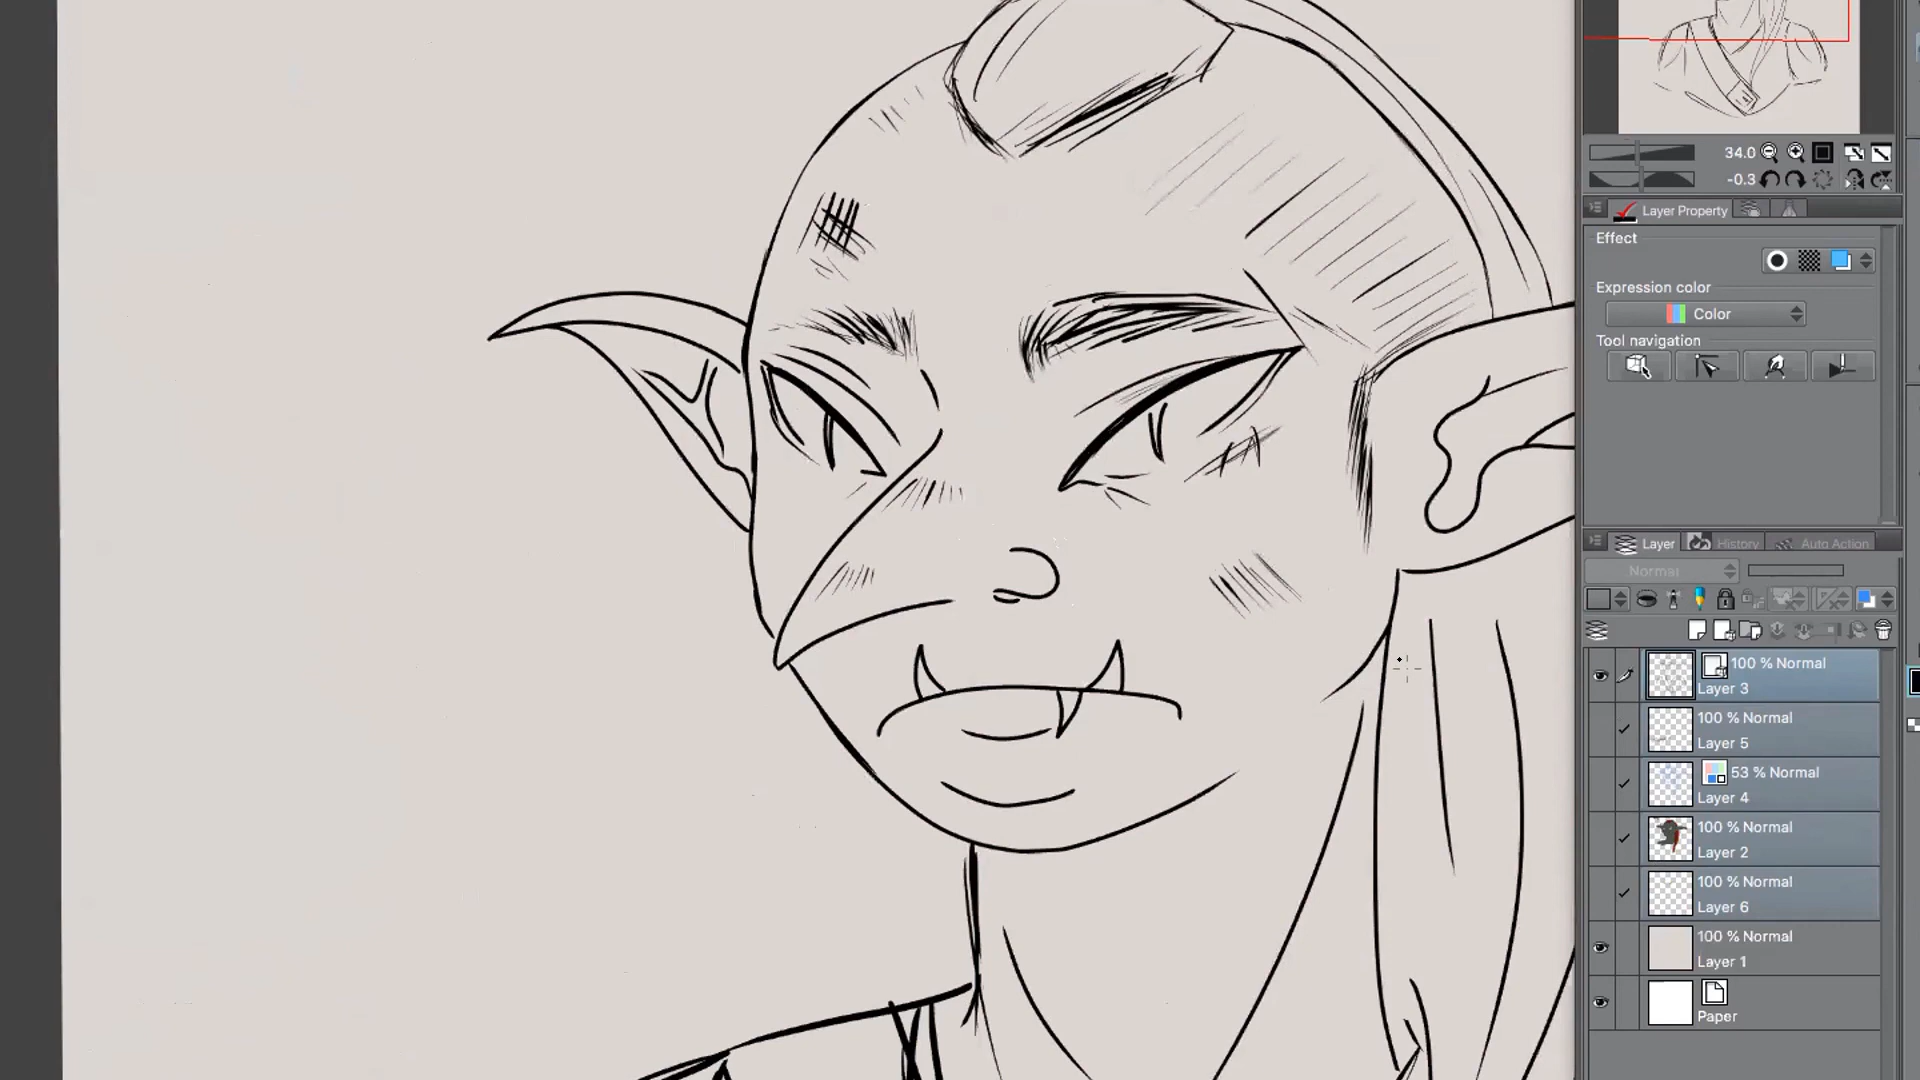 34.0
-0.3
Layer Property
Effect
Expression color
Color
Tool navigation
Layer
History
Auto Action
Normal
100 % Normal
Layer 3
100 % Normal
Layer 5
53 % Normal
Layer 4
100 % Normal
Layer 2
100 % Normal
Layer 6
100 % Normal
Layer 1
Paper